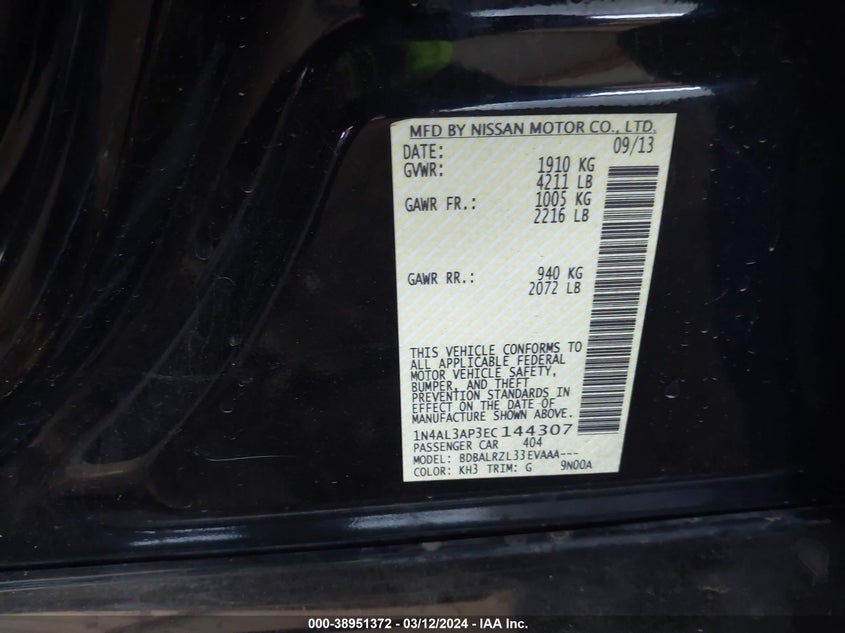 MFD BY NISSAN MOTOR CO., LTD.
DATE: 09/13
GVWR: 1910 KG
4211 LB
GAWR FR.: 1005 KG
2216 LB
GAWR RR.: 940 KG
2072 LB
THIS VEHICLE CONFORMS TO
ALL APPLICABLE FEDERAL
MOTOR VEHICLE SAFETY,
BUMPER, AND THEFT
PREVENTION STANDARDS IN
EFFECT ON THE DATE OF
MANUFACTURE SHOWN ABOVE.
1N4AL3AP3EC144307
PASSENGER CAR 404
MODEL: BDBALRZL33EVAAA---
COLOR: KH3 TRIM: G 9N00A
000-38951372 - 03/12/2024 - IAA Inc.